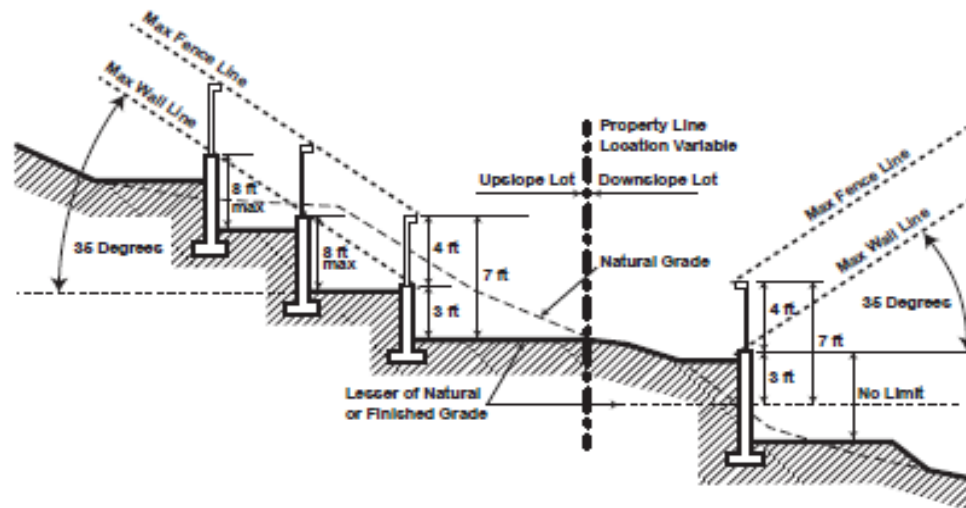 Max Fence Line
Max Wall Line
8 ft
max
35 Degrees
8 ft
max
4 ft
7 ft
3 ft
Property Line
Location Variable
Upslope Lot
Downslope Lot
Natural Grade
Lesser of Natural
or Finished Grade
Max Fence Line
Max Wall Line
35 Degrees
4 ft.
7 ft
3 ft
No Limit